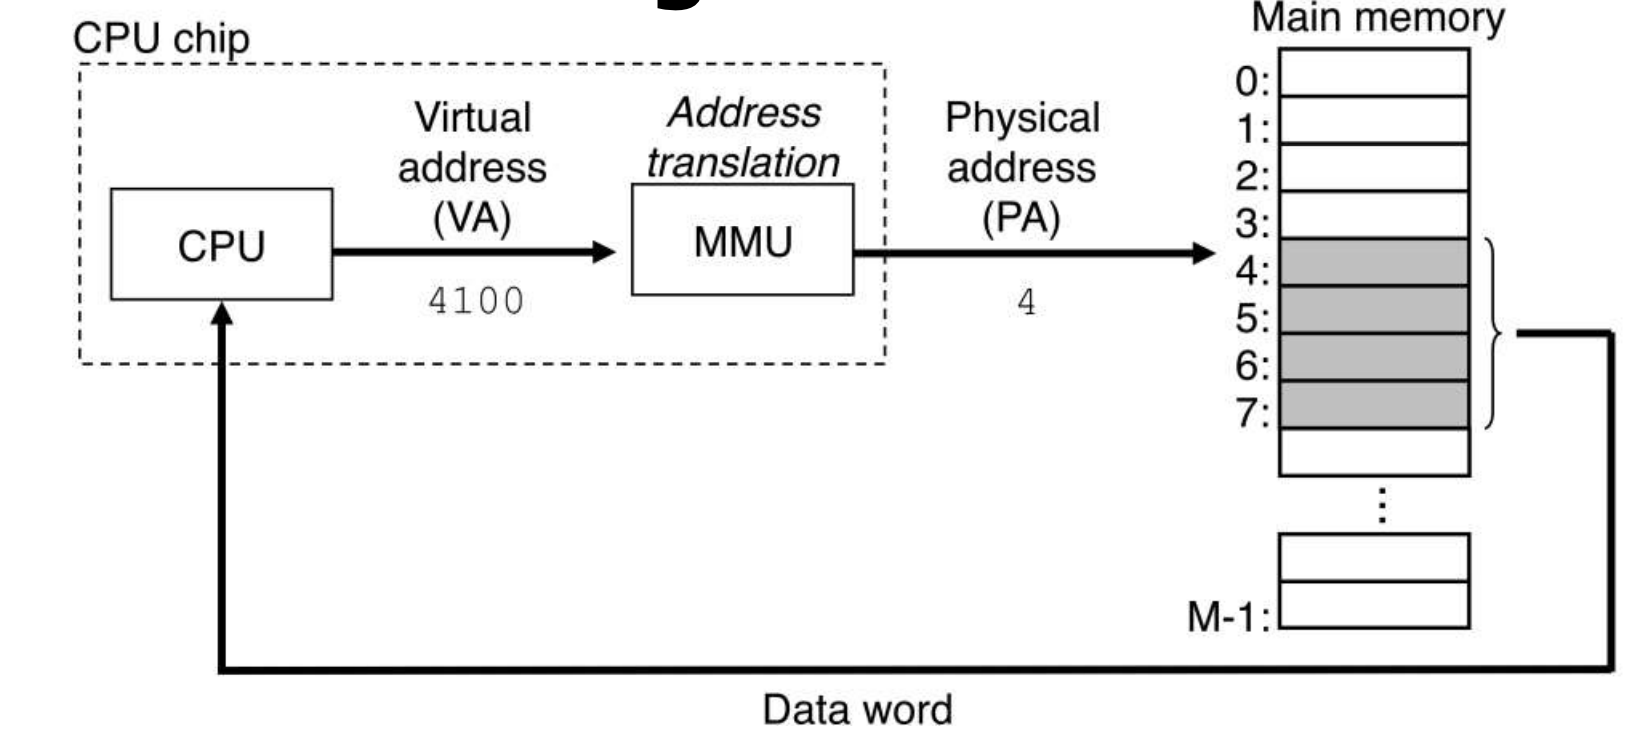 CPU chip
Main memory
Virtual
address
(VA)
Address
translation
Physical
address
(PA)
CPU
MMU
4100
4
0:
1:
2:
3:
4:
5:
6:
7:
⋮
M-1:
Data word